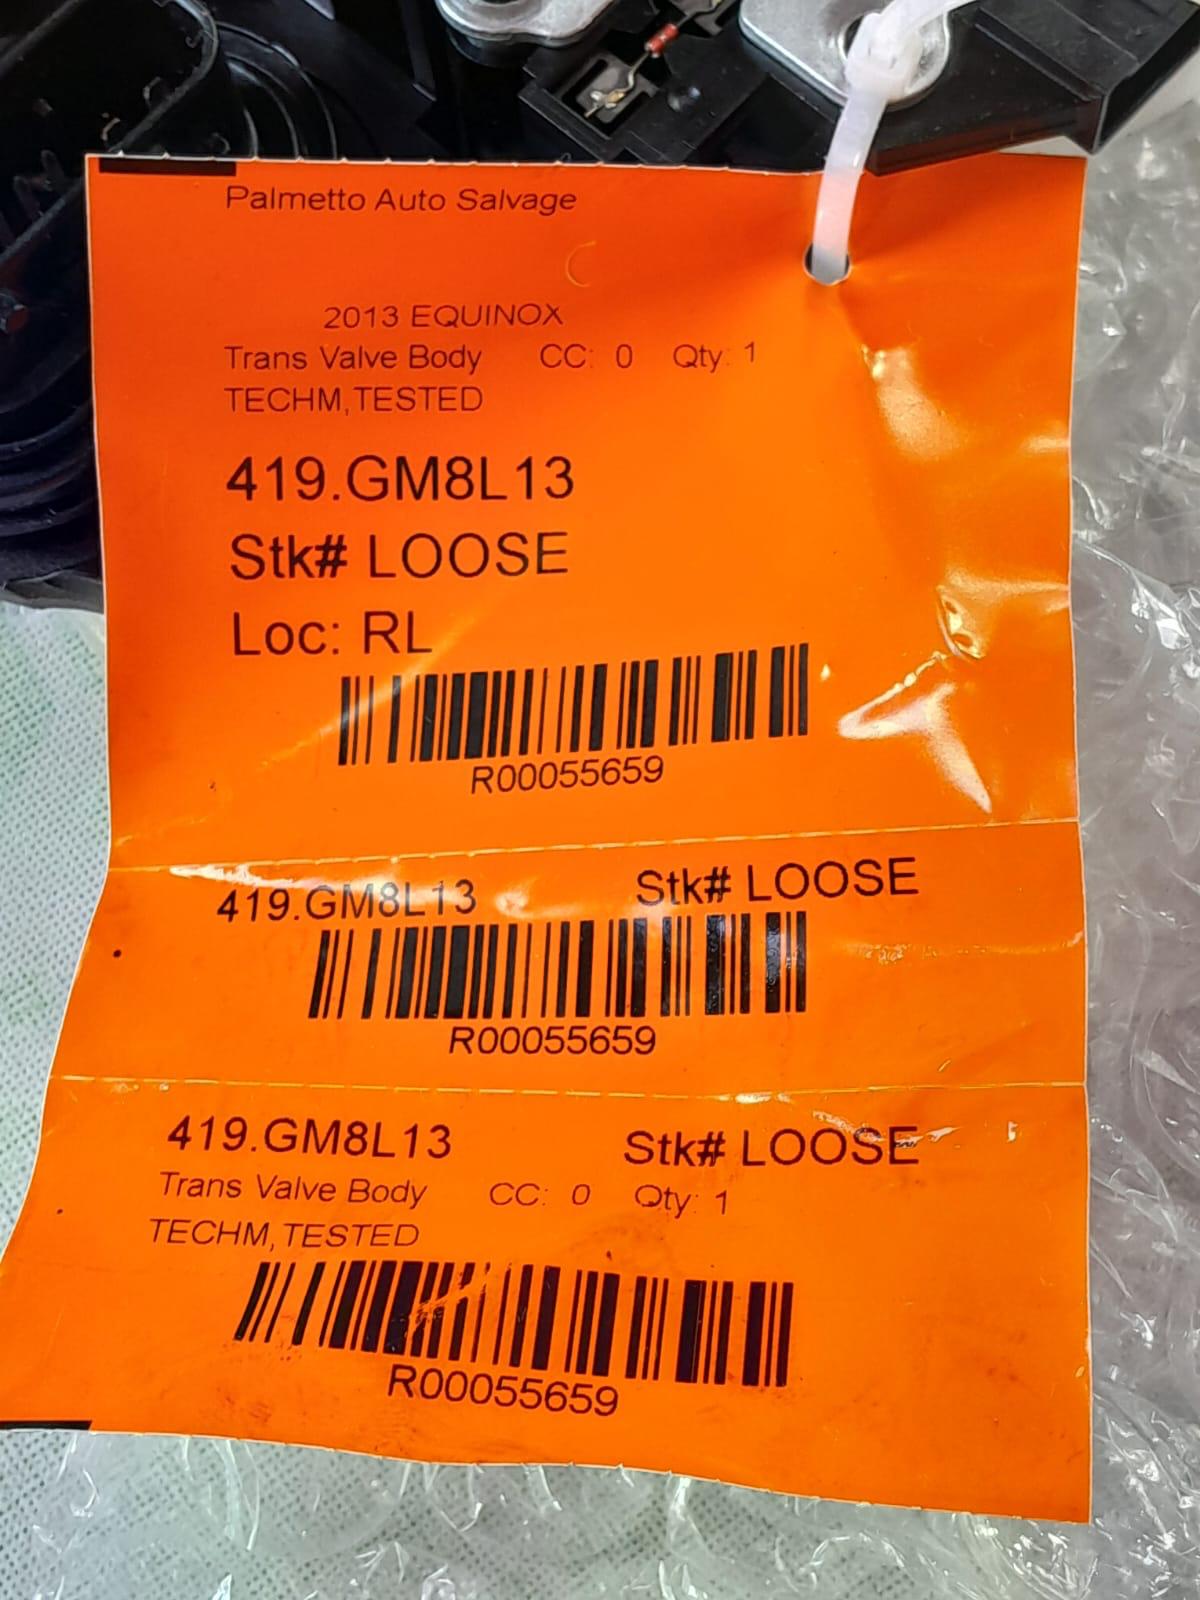 Palmetto Auto Salvage
2013 EQUINOX
Trans Valve Body CC: 0 Qty: 1
TECHM,TESTED
419.GM8L13
Stk# LOOSE
Loc: RL
R00055659
419.GM8L13 Stk# LOOSE
R00055659
419.GM8L13 Stk# LOOSE
Trans Valve Body CC: 0 Qty: 1
TECHM,TESTED
R00055659